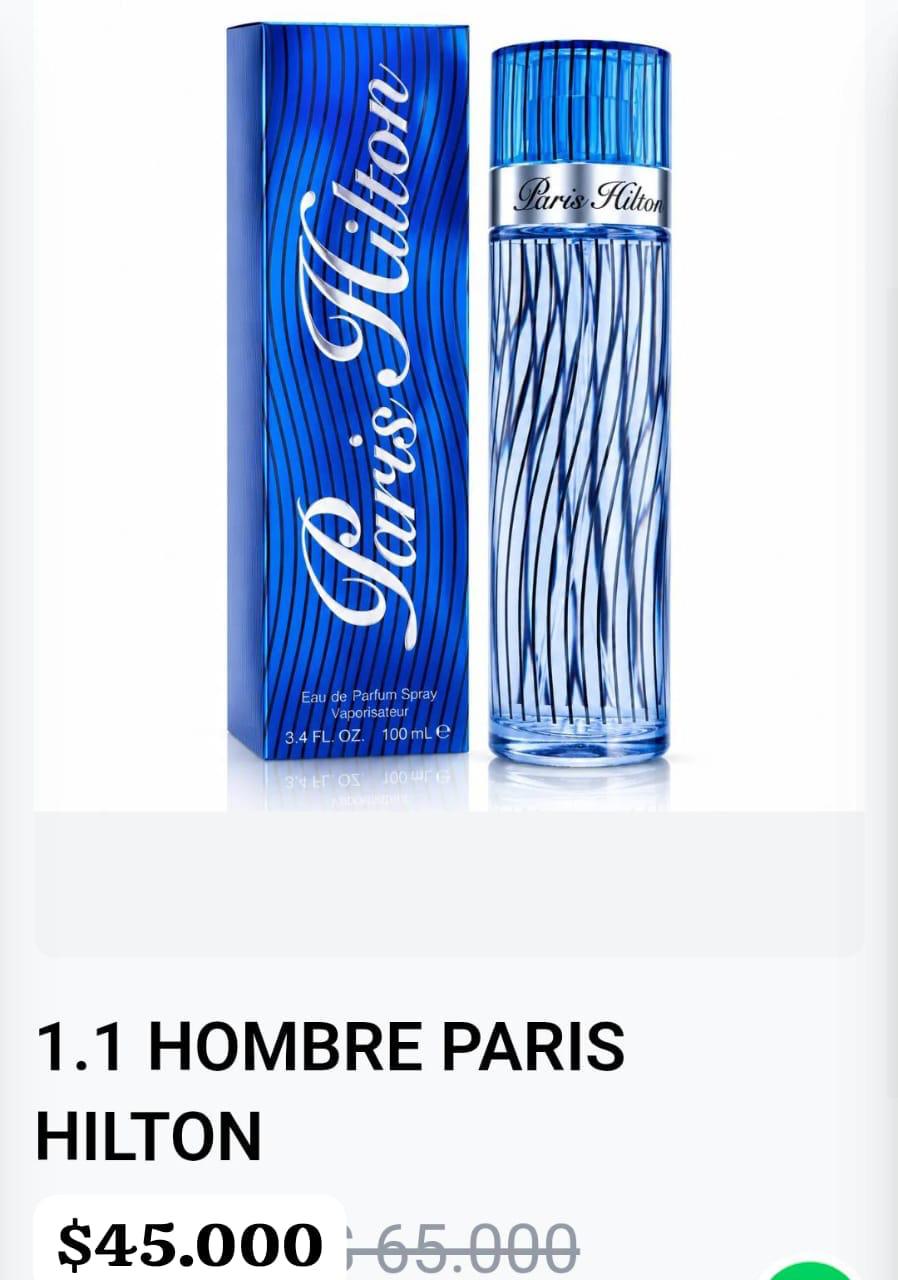 Paris Hilton
Paris Hilton
Eau de Parfum Spray
Vaporisateur
3.4 FL. OZ. 100 mL ℮
1.1 HOMBRE PARIS
HILTON
$45.000 $ 65.000